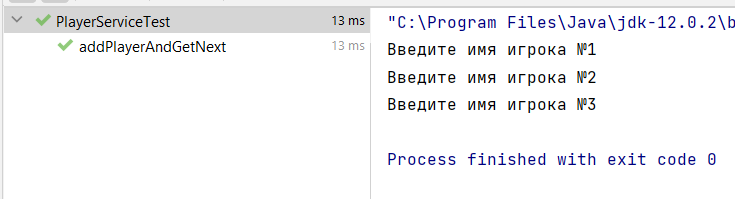 PlayerServiceTest 13 ms
addPlayerAndGetNext 13 ms
"C:\Program Files\Java\jdk-12.0.2\b
Введите имя игрока №1
Введите имя игрока №2
Введите имя игрока №3
Process finished with exit code 0